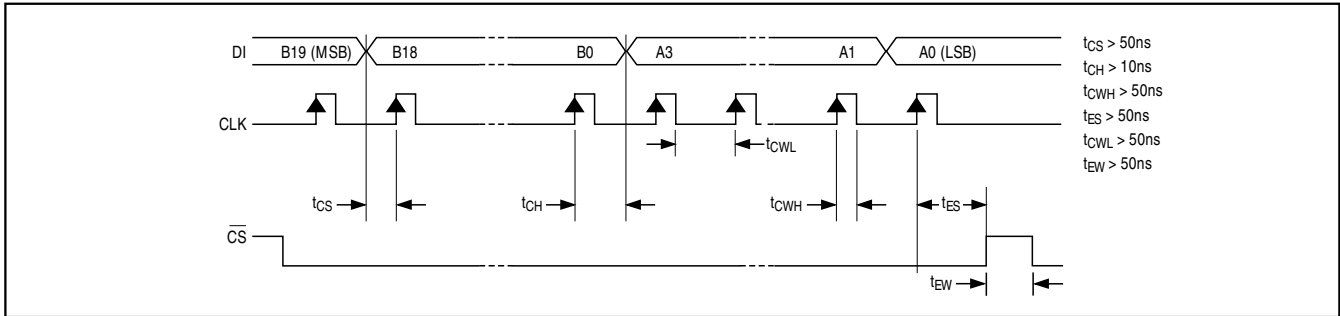 DI B19 (MSB) B18 B0 A3 A1 A0 (LSB)
CLK
tCWL
tCS tCH tCWH tES
CS
tEW
tCS > 50ns
tCH > 10ns
tCWH > 50ns
tES > 50ns
tCWL > 50ns
tEW > 50ns